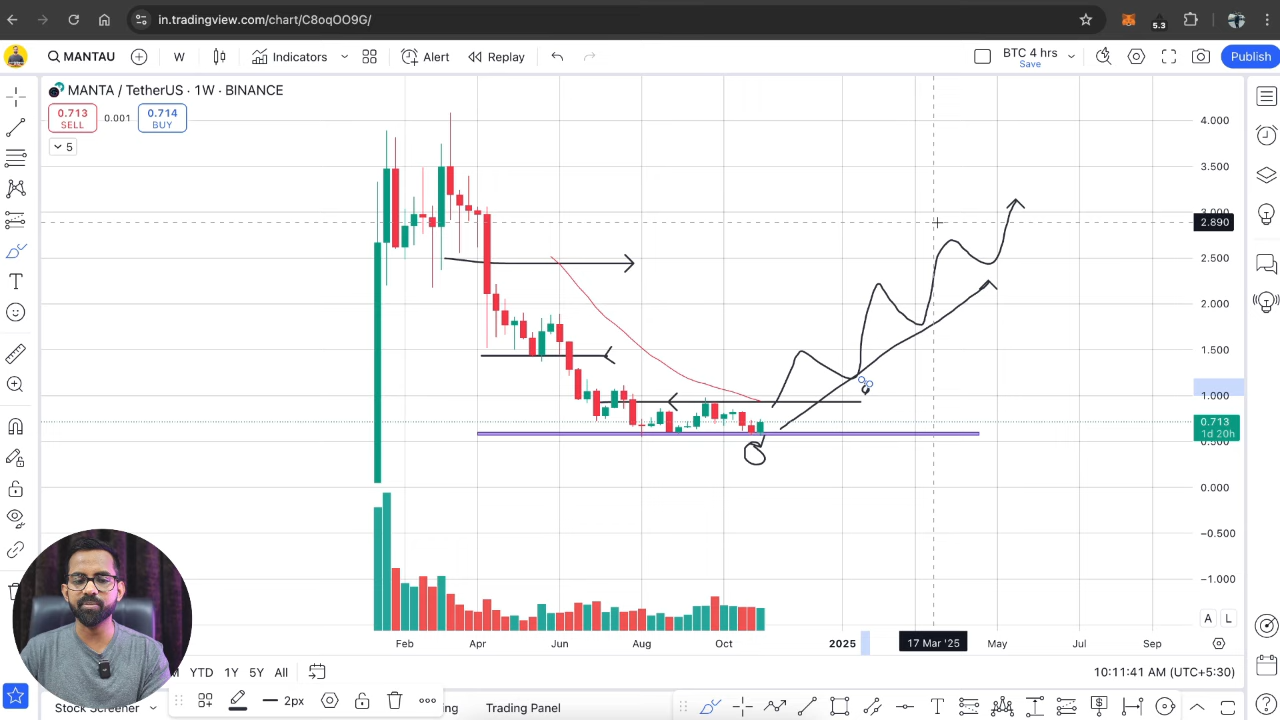 in.tradingview.com/chart/C8oqOO9G/
5.3
MANTAU
W
Indicators
Alert
Replay
BTC 4 hrs
Save
Publish
MANTA / TetherUS · 1W · BINANCE
0.713
SELL
0.001
0.714
BUY
5
4.000
3.500
3.000
2.890
2.500
2.000
1.500
1.000
0.713
1d 20h
0.500
0.000
−0.500
−1.000
A
L
Feb
Apr
Jun
Aug
Oct
2025
17 Mar '25
May
Jul
Sep
YTD
1Y
5Y
All
10:11:41 AM (UTC+5:30)
Stock Screener
2px
Trading Panel